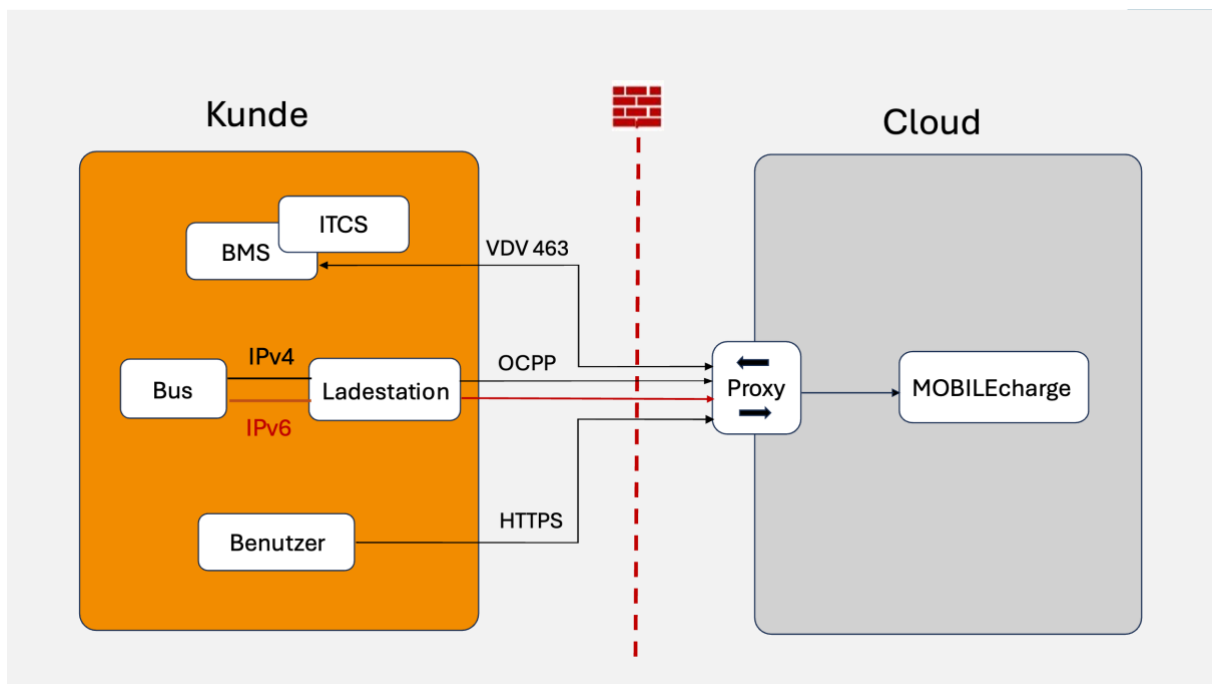 Kunde
Cloud
ITCS
BMS
VDV 463
IPv4
OCPP
Bus
Ladestation
Proxy
MOBILEcharge
IPv6
HTTPS
Benutzer